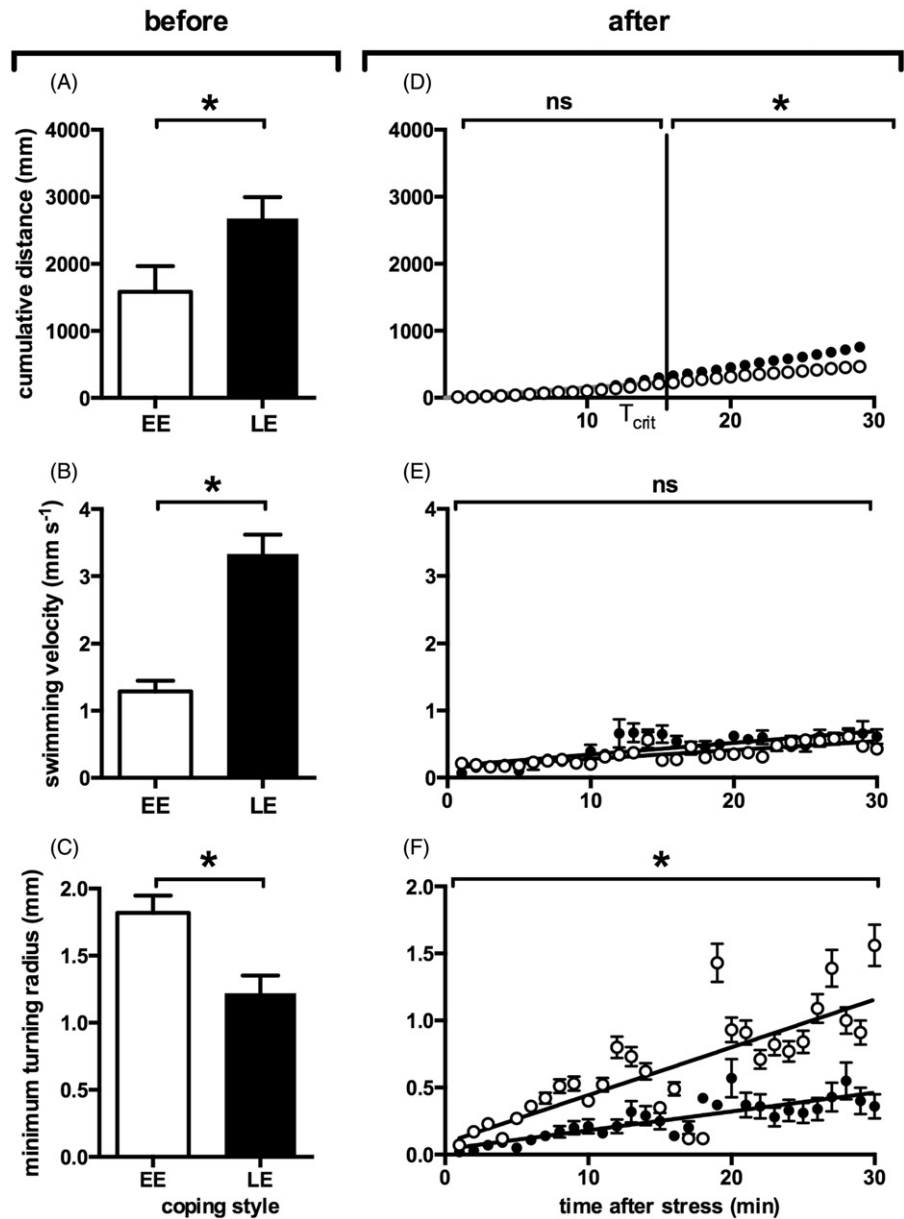 before
after
(A)
*
cumulative distance (mm)
4000
3000
2000
1000
0
EE
LE
(D)
ns
*
4000
3000
2000
1000
0
10
T_crit
20
30
(B)
*
swimming velocity (mm s⁻¹)
4
3
2
1
0
EE
LE
(E)
ns
4
3
2
1
0
0
10
20
30
(C)
*
minimum turning radius (mm)
2.0
1.5
1.0
0.5
0.0
EE
LE
coping style
(F)
*
2.0
1.5
1.0
0.5
0.0
0
10
20
30
time after stress (min)